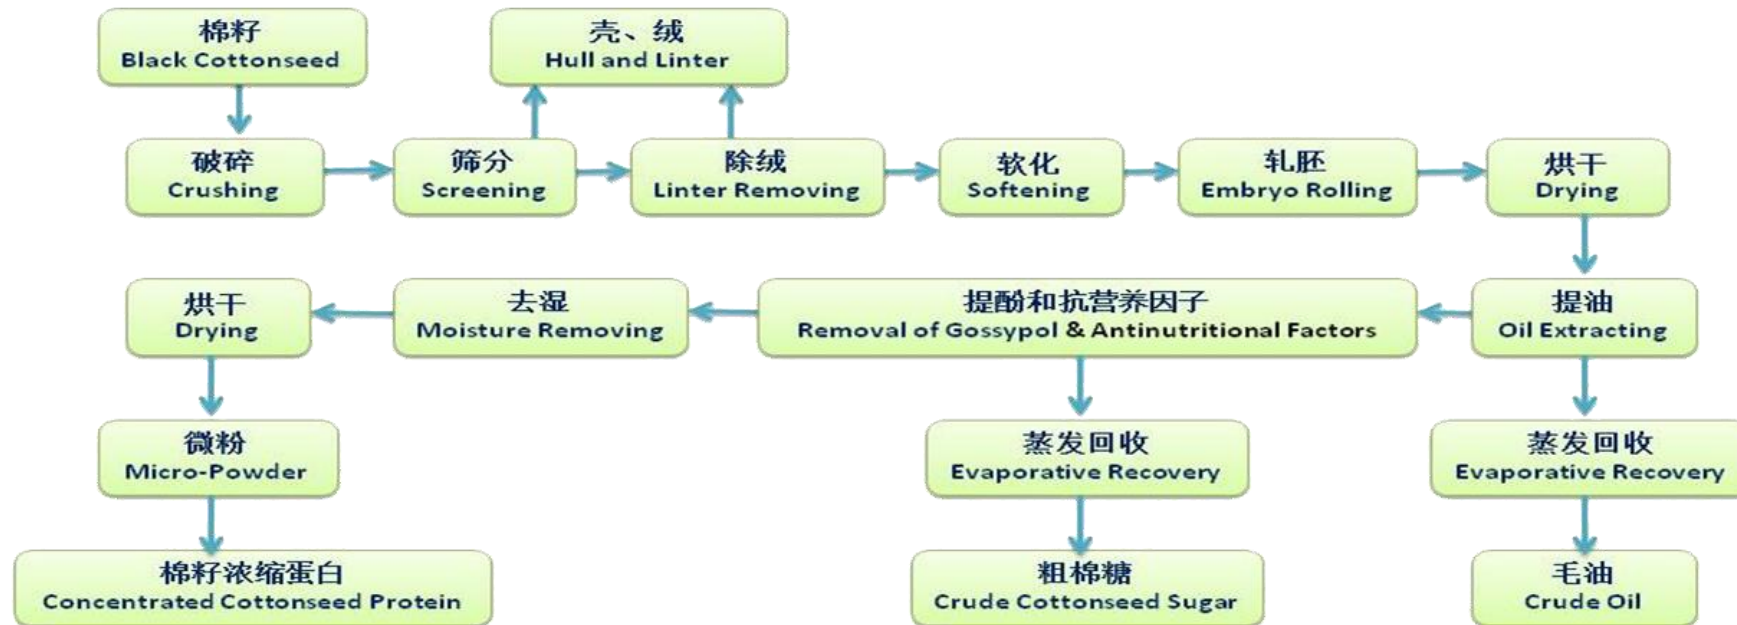 棉籽
Black Cottonseed
壳、绒
Hull and Linter
破碎
Crushing
筛分
Screening
除绒
Linter Removing
软化
Softening
轧胚
Embryo Rolling
烘干
Drying
烘干
Drying
去湿
Moisture Removing
提酚和抗营养因子
Removal of Gossypol & Antinutritional Factors
提油
Oil Extracting
微粉
Micro-Powder
蒸发回收
Evaporative Recovery
蒸发回收
Evaporative Recovery
棉籽浓缩蛋白
Concentrated Cottonseed Protein
粗棉糖
Crude Cottonseed Sugar
毛油
Crude Oil